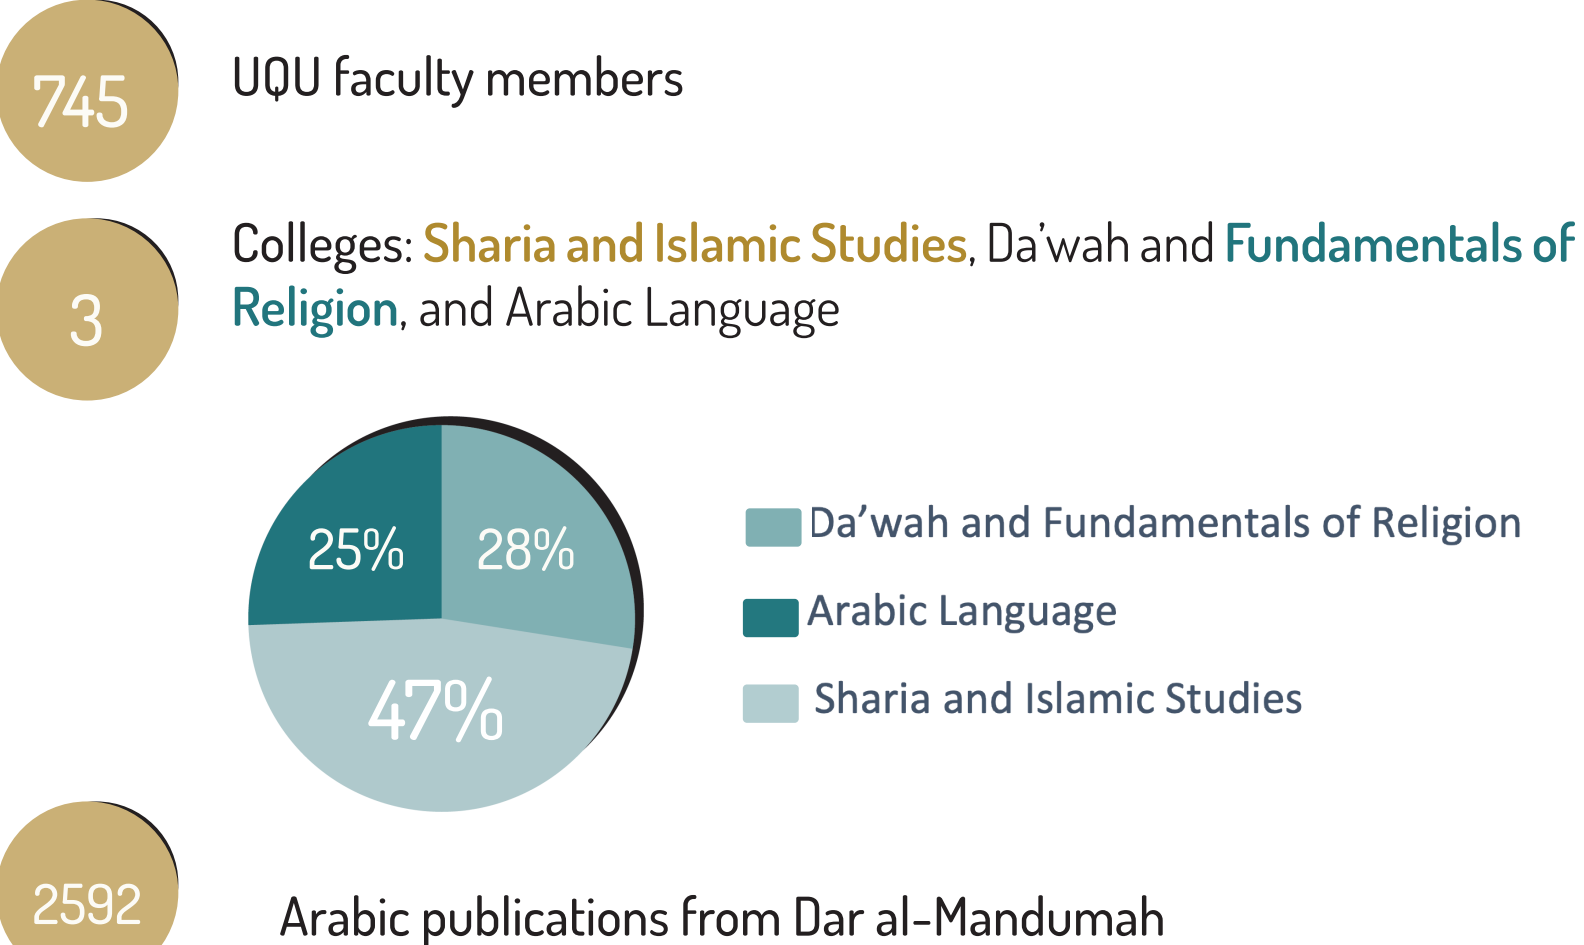 745
UQU faculty members
3
Colleges: Sharia and Islamic Studies, Da’wah and Fundamentals of
Religion, and Arabic Language
25%
28%
47%
Da’wah and Fundamentals of Religion
Arabic Language
Sharia and Islamic Studies
2592
Arabic publications from Dar al-Mandumah